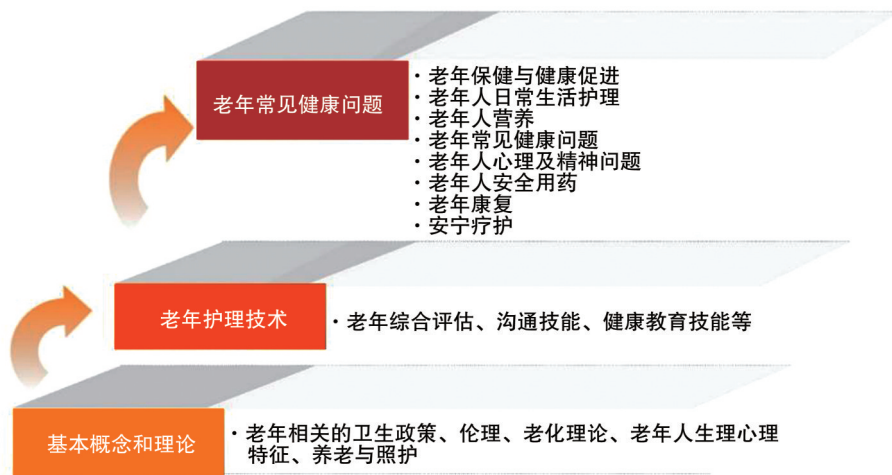 老年常见健康问题
·老年保健与健康促进
·老年人日常生活护理
·老年人营养
·老年常见健康问题
·老年人心理及精神问题
·老年人安全用药
·老年康复
·安宁疗护
老年护理技术
·老年综合评估、沟通技能、健康教育技能等
基本概念和理论
·老年相关的卫生政策、伦理、老化理论、老年人生理心理
特征、养老与照护